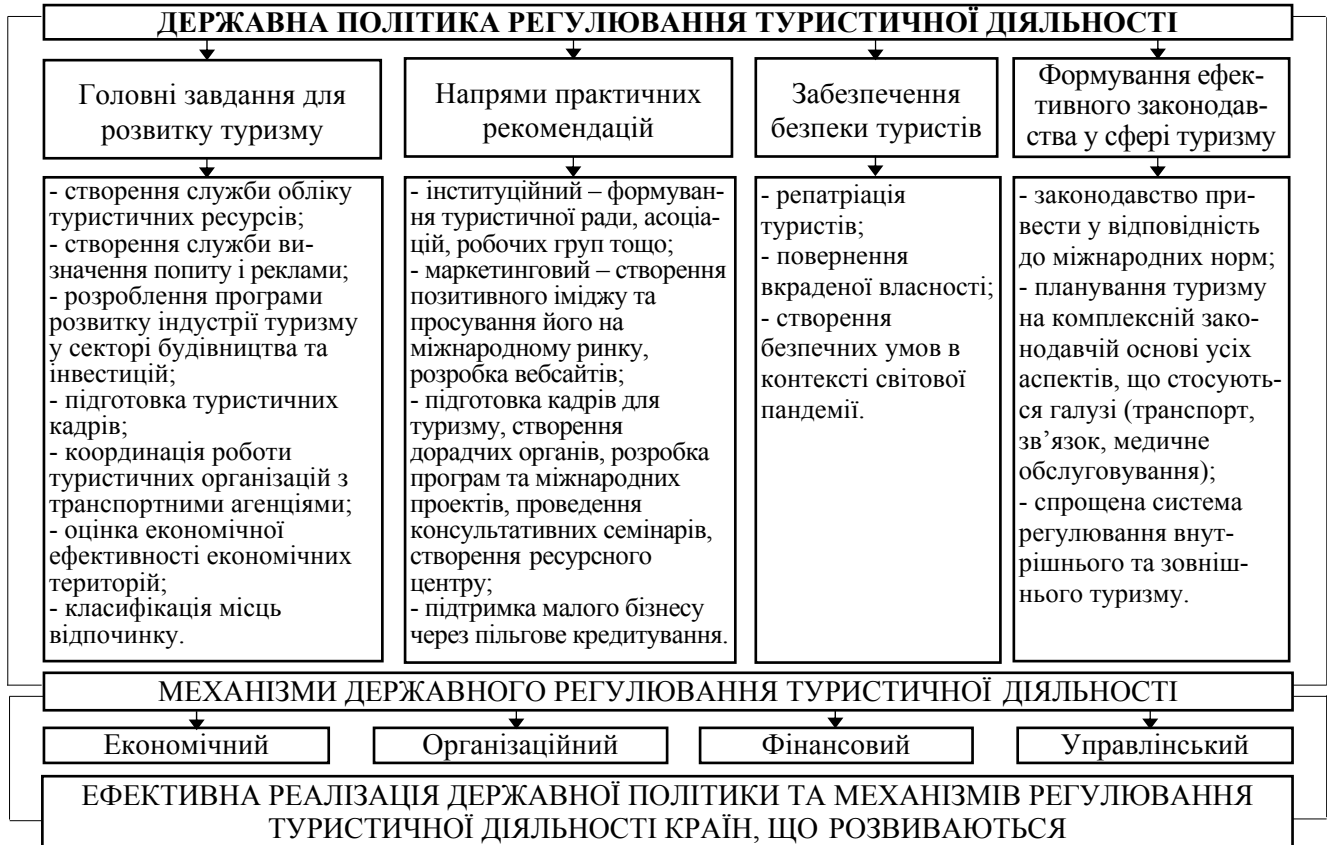 ДЕРЖАВНА ПОЛІТИКА РЕГУЛЮВАННЯ ТУРИСТИЧНОЇ ДІЯЛЬНОСТІ
Головні завдання для
розвитку туризму
- створення служби обліку
туристичних ресурсів;
- створення служби ви-
значення попиту і реклами;
- розроблення програми
розвитку індустрії туризму
у секторі будівництва та
інвестицій;
- підготовка туристичних
кадрів;
- координація роботи
туристичних організацій з
транспортними агенціями;
- оцінка економічної
ефективності економічних
територій;
- класифікація місць
відпочинку.
Напрями практичних
рекомендацій
- інституційний – формуван-
ня туристичної ради, асоціа-
цій, робочих груп тощо;
- маркетинговий – створення
позитивного іміджу та
просування його на
міжнародному ринку,
розробка вебсайтів;
- підготовка кадрів для
туризму, створення
дорадчих органів, розробка
програм та міжнародних
проектів, проведення
консультативних семінарів,
створення ресурсного
центру;
- підтримка малого бізнесу
через пільгове кредитування.
Забезпечення
безпеки туристів
- репатріація
туристів;
- повернення
вкраденої власності;
- створення
безпечних умов в
контексті світової
пандемії.
Формування ефек-
тивного законодав-
ства у сфері туризму
- законодавство при-
вести у відповідність
до міжнародних норм;
- планування туризму
на комплексній зако-
нодавчій основі усіх
аспектів, що стосують-
ся галузі (транспорт,
зв’язок, медичне
обслуговування);
- спрощена система
регулювання внут-
рішнього та зовніш-
нього туризму.
МЕХАНІЗМИ ДЕРЖАВНОГО РЕГУЛЮВАННЯ ТУРИСТИЧНОЇ ДІЯЛЬНОСТІ
Економічний
Організаційний
Фінансовий
Управлінський
ЕФЕКТИВНА РЕАЛІЗАЦІЯ ДЕРЖАВНОЇ ПОЛІТИКИ ТА МЕХАНІЗМІВ РЕГУЛЮВАННЯ
ТУРИСТИЧНОЇ ДІЯЛЬНОСТІ КРАЇН, ЩО РОЗВИВАЮТЬСЯ